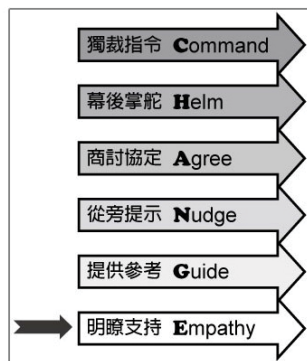 獨裁指令 Command
幕後掌舵 Helm
商討協定 Agree
從旁提示 Nudge
提供參考 Guide
明瞭支持 Empathy